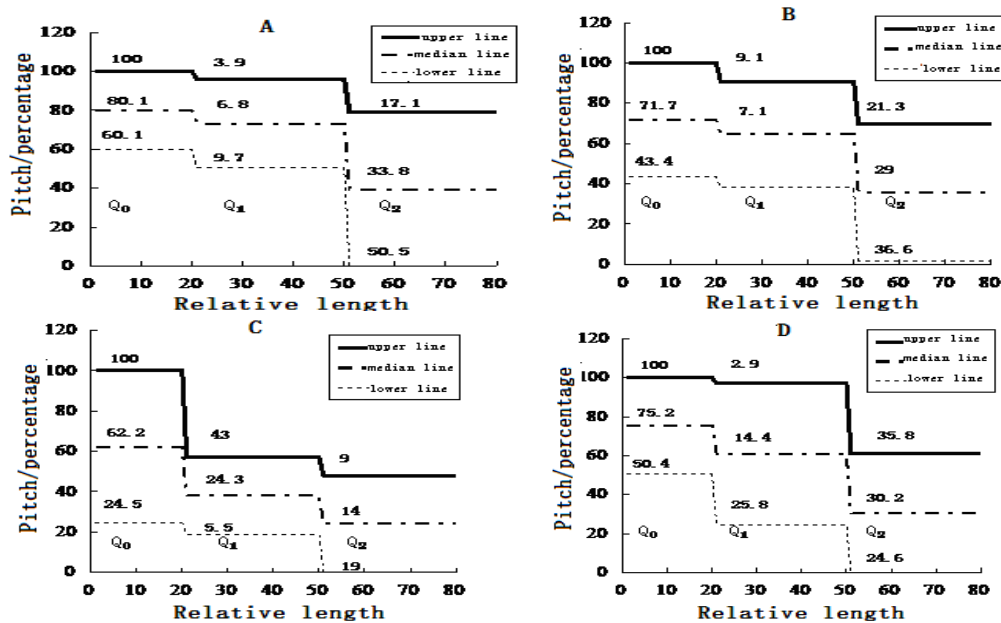 A
Pitch/percentage
120
100
80
60
40
20
0
100
3.9
17.1
80.1
6.8
33.8
60.1
9.7
50.5
Q0
Q1
Q2
upper line
median line
lower line
0 10 20 30 40 50 60 70 80
Relative length
B
Pitch/percentage
120
100
80
60
40
20
0
100
9.1
21.3
71.7
7.1
29
43.4
36.6
Q0
Q1
Q2
upper line
median line
lower line
0 10 20 30 40 50 60 70 80
Relative length
C
Pitch/percentage
120
100
80
60
40
20
0
100
43
9
62.2
24.3
14
24.5
5.5
19
Q0
Q1
Q2
upper line
median line
lower line
0 10 20 30 40 50 60 70 80
Relative length
D
Pitch/percentage
120
100
80
60
40
20
0
100
2.9
35.8
75.2
14.4
30.2
50.4
25.8
24.6
Q0
Q1
Q2
upper line
median line
lower line
0 10 20 30 40 50 60 70 80
Relative length